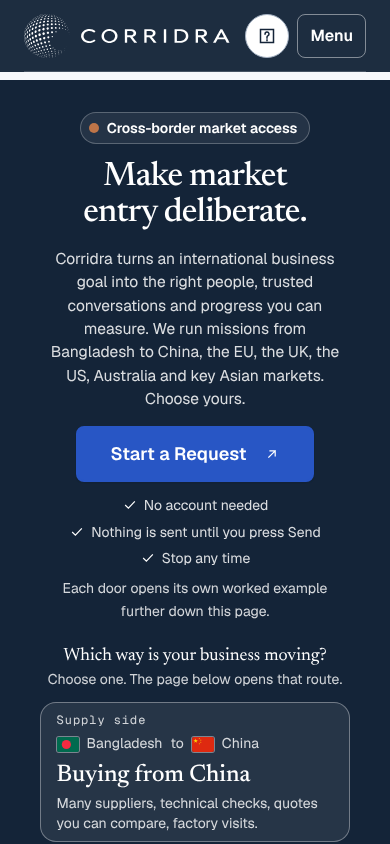 CORRIDRA
Menu
Cross-border market access
Make market
entry deliberate.
Corridra turns an international business
goal into the right people, trusted
conversations and progress you can
measure. We run missions from
Bangladesh to China, the EU, the UK, the
US, Australia and key Asian markets.
Choose yours.
Start a Request ↗
✓ No account needed
✓ Nothing is sent until you press Send
✓ Stop any time
Each door opens its own worked example
further down this page.
Which way is your business moving?
Choose one. The page below opens that route.
Supply side
Bangladesh to China
Buying from China
Many suppliers, technical checks, quotes
you can compare, factory visits.